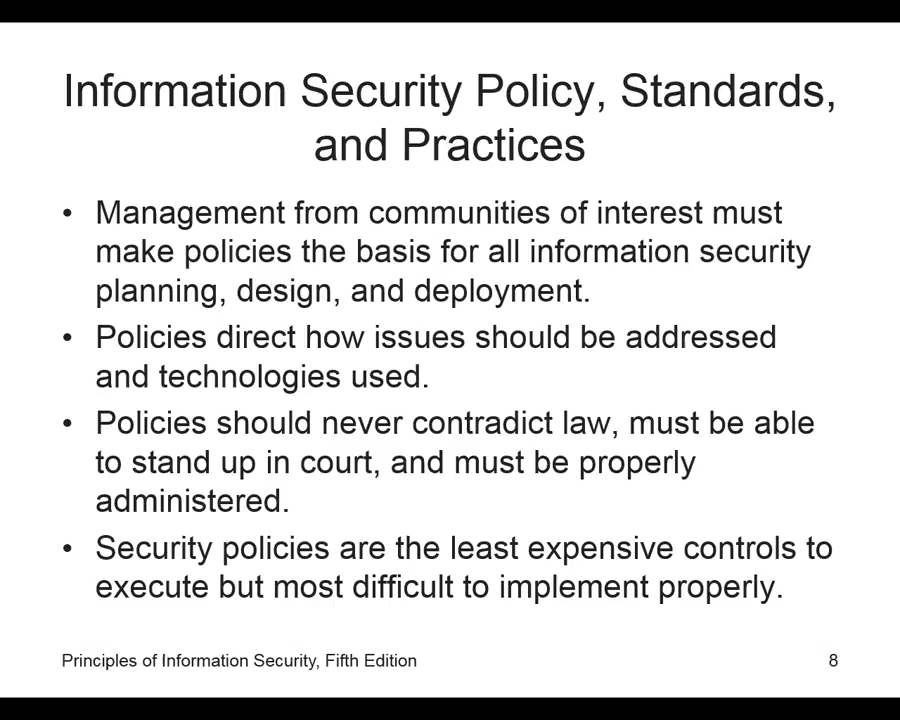 Information Security Policy, Standards,
and Practices
• Management from communities of interest must
make policies the basis for all information security
planning, design, and deployment.
• Policies direct how issues should be addressed
and technologies used.
• Policies should never contradict law, must be able
to stand up in court, and must be properly
administered.
• Security policies are the least expensive controls to
execute but most difficult to implement properly.
Principles of Information Security, Fifth Edition
8